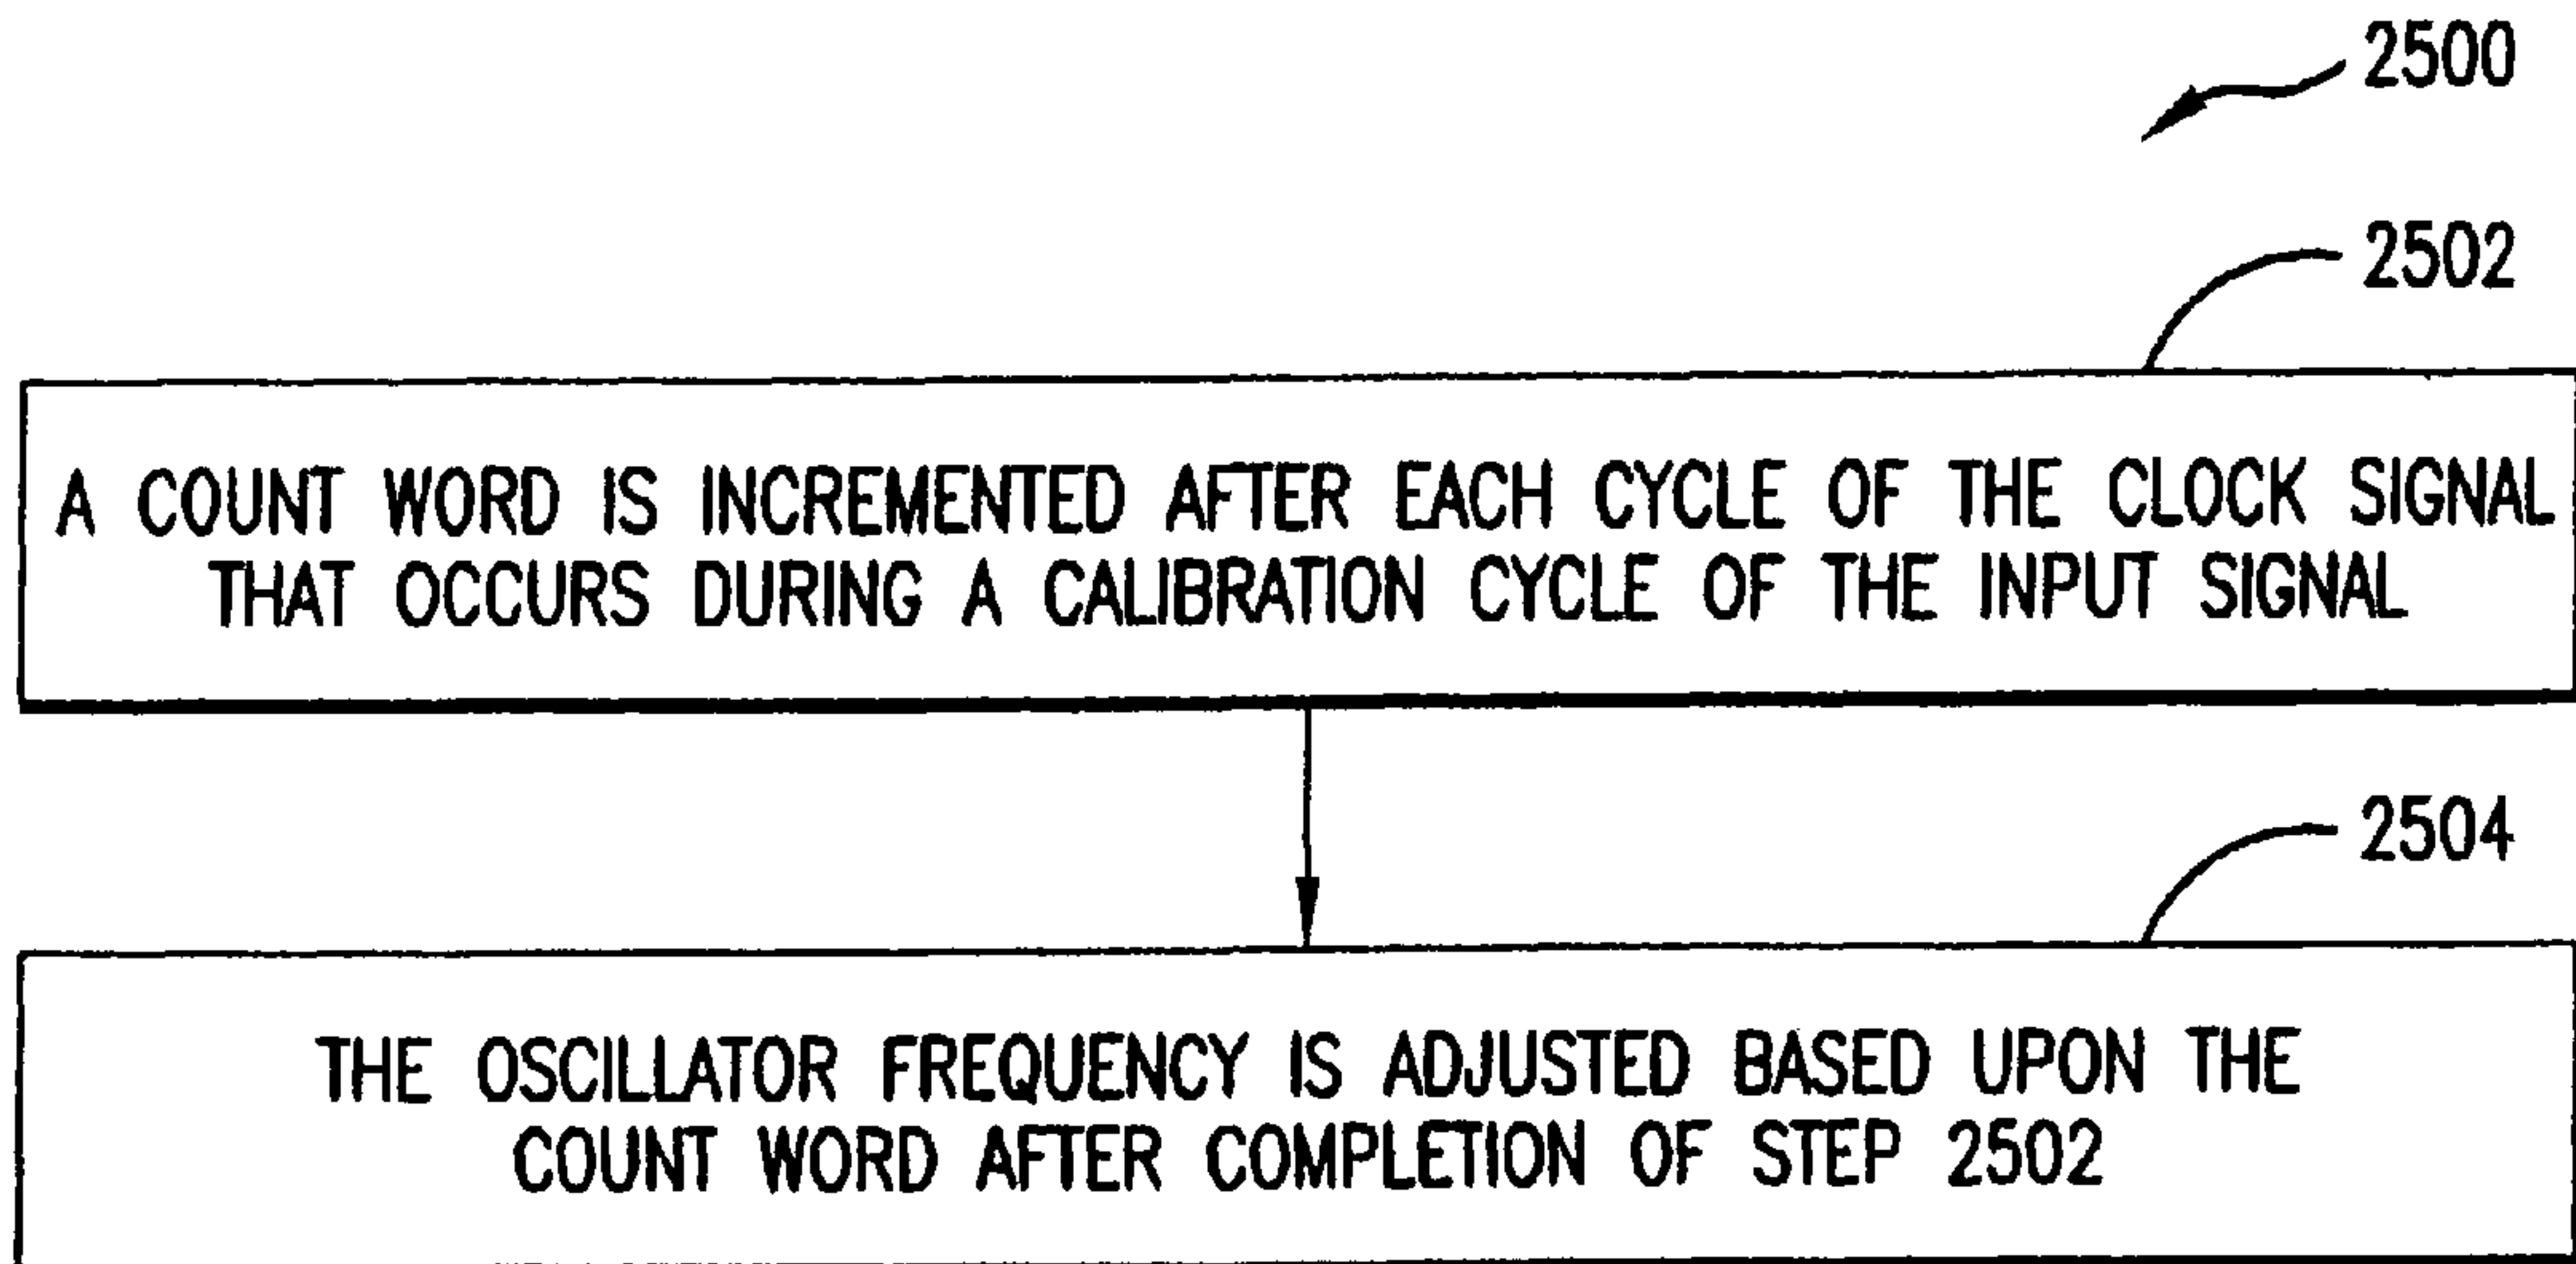 2500
2502
A COUNT WORD IS INCREMENTED AFTER EACH CYCLE OF THE CLOCK SIGNAL
THAT OCCURS DURING A CALIBRATION CYCLE OF THE INPUT SIGNAL
2504
THE OSCILLATOR FREQUENCY IS ADJUSTED BASED UPON THE
COUNT WORD AFTER COMPLETION OF STEP 2502